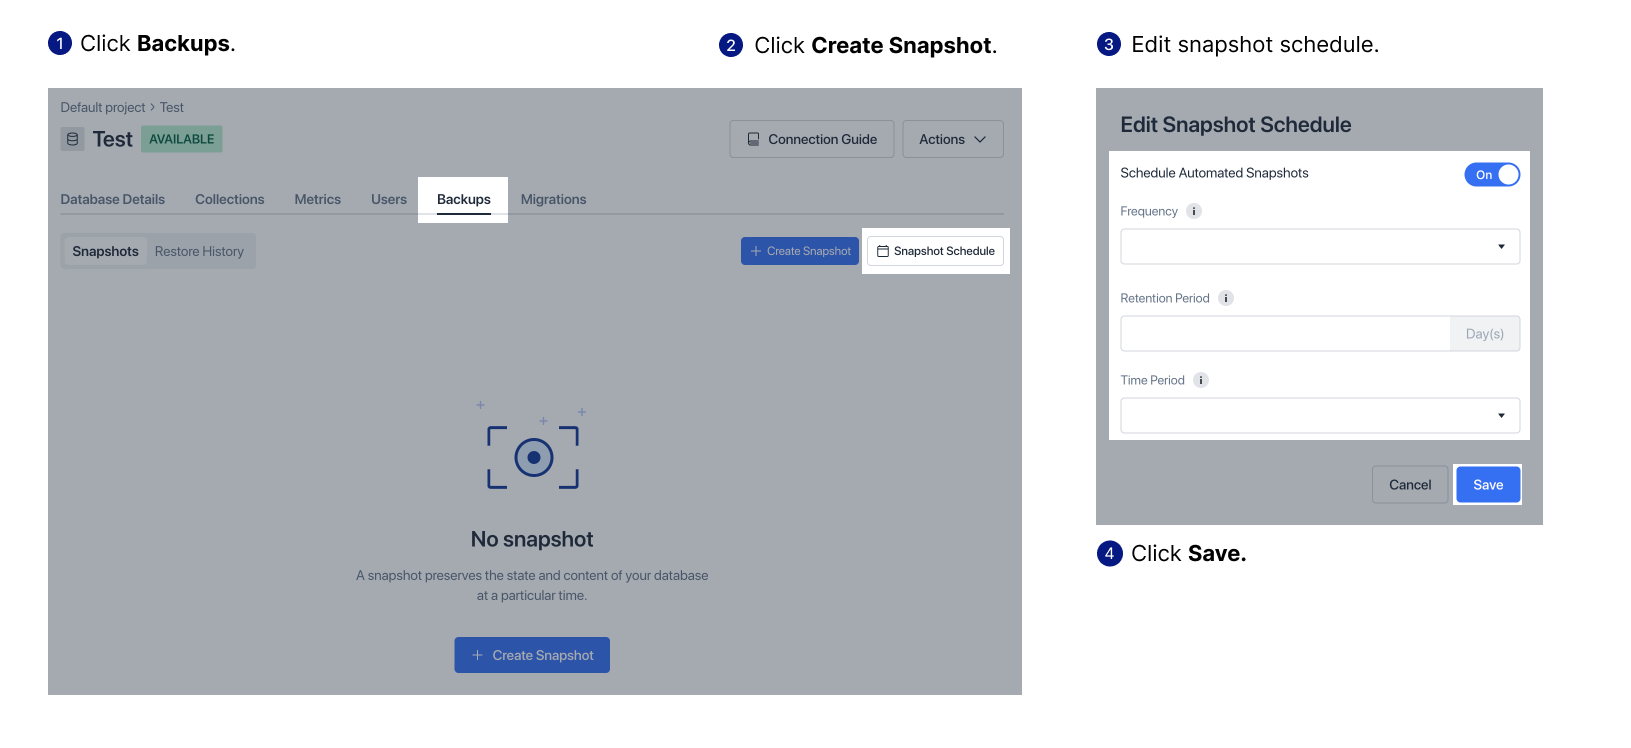 1 Click Backups.
2 Click Create Snapshot.
3 Edit snapshot schedule.
Default project > Test
Test AVAILABLE
Connection Guide
Actions
Database Details Collections Metrics Users Backups Migrations
Snapshots Restore History
+ Create Snapshot
Snapshot Schedule
No snapshot
A snapshot preserves the state and content of your database
at a particular time.
+ Create Snapshot
Edit Snapshot Schedule
Schedule Automated Snapshots On
Frequency i
Retention Period i
Day(s)
Time Period i
Cancel Save
4 Click Save.